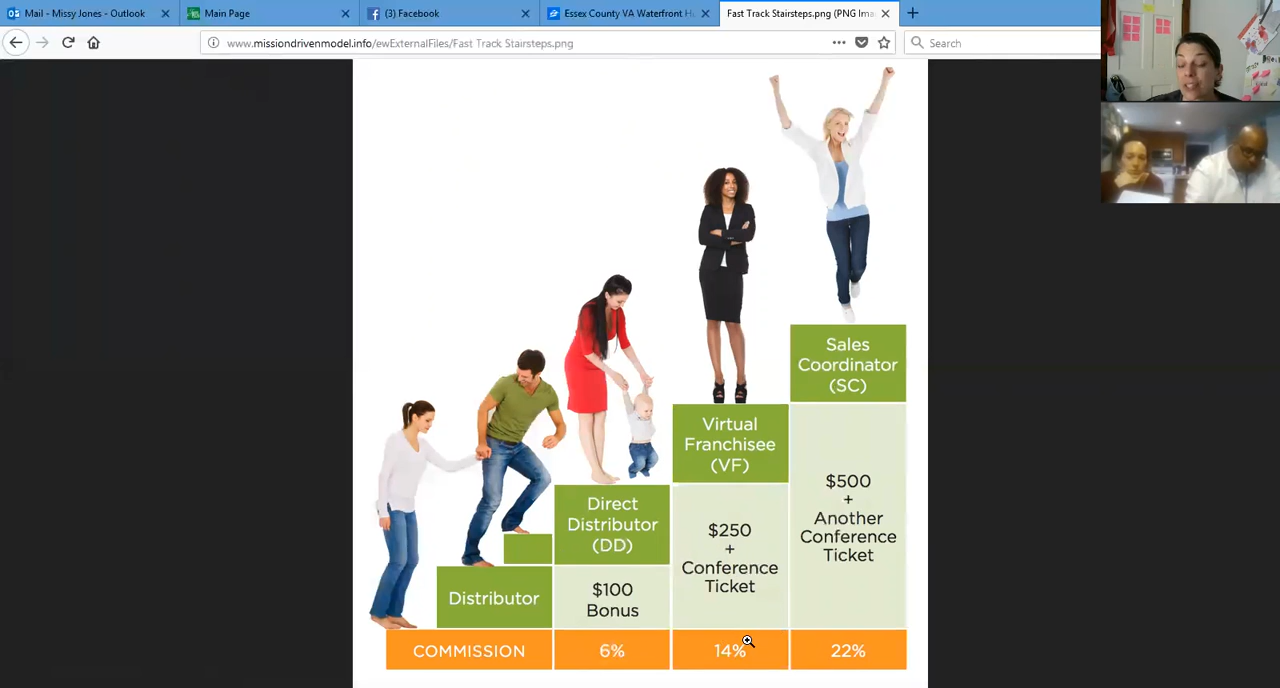 Mail - Missy Jones - Outlook
Main Page
(3) Facebook
Essex County VA Waterfront H
Fast Track Stairsteps.png (PNG Ima
www.missiondrivenmodel.info/ewExternalFiles/Fast Track Stairsteps.png
Search
Sales
Coordinator
(SC)
Virtual
Franchisee
(VF)
$500
+
Another
Conference
Ticket
Direct
Distributor
(DD)
$250
+
Conference
Ticket
Distributor
$100
Bonus
COMMISSION
6%
14%
22%